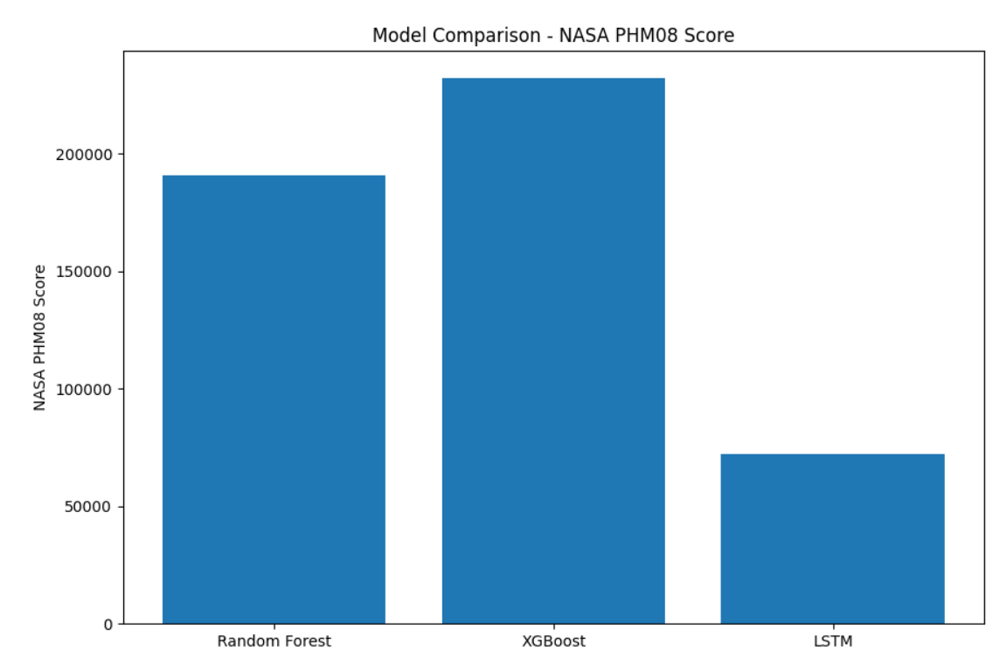 Model Comparison - NASA PHM08 Score
NASA PHM08 Score
200000
150000
100000
50000
0
Random Forest
XGBoost
LSTM